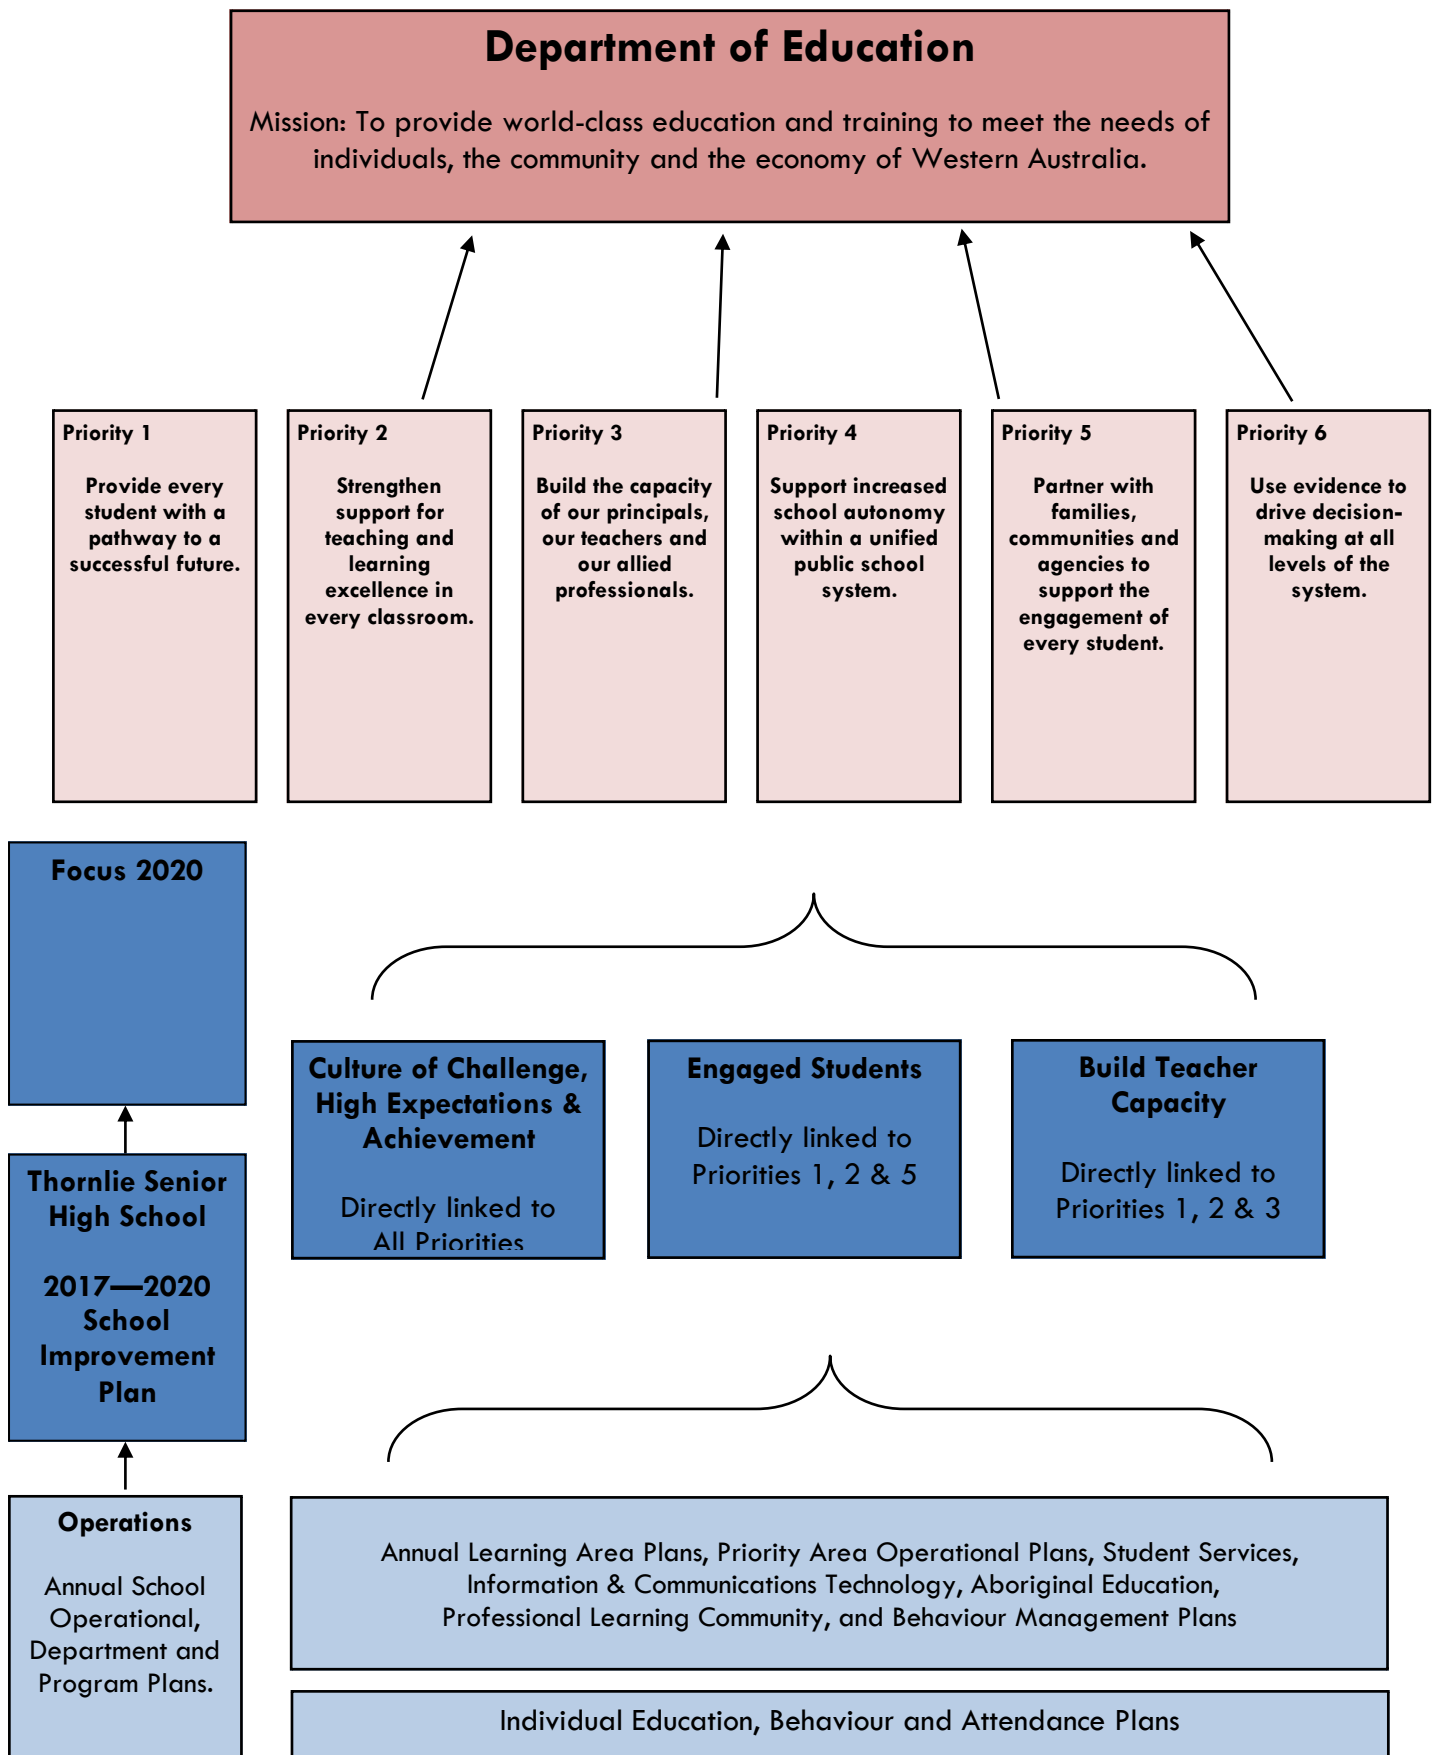 Department of Education
Mission: To provide world-class education and training to meet the needs of
individuals, the community and the economy of Western Australia.
Priority 1
Provide every
student with a
pathway to a
successful future.
Priority 2
Strengthen
support for
teaching and
learning
excellence in
every classroom.
Priority 3
Build the capacity
of our principals,
our teachers and
our allied
professionals.
Priority 4
Support increased
school autonomy
within a unified
public school
system.
Priority 5
Partner with
families,
communities and
agencies to
support the
engagement of
every student.
Priority 6
Use evidence to
drive decision-
making at all
levels of the
system.
Focus 2020
Culture of Challenge,
High Expectations &
Achievement
Directly linked to
All Priorities
Engaged Students
Directly linked to
Priorities 1, 2 & 5
Build Teacher
Capacity
Directly linked to
Priorities 1, 2 & 3
Thornlie Senior
High School
2017—2020
School
Improvement
Plan
Operations
Annual School
Operational,
Department and
Program Plans.
Annual Learning Area Plans, Priority Area Operational Plans, Student Services,
Information & Communications Technology, Aboriginal Education,
Professional Learning Community, and Behaviour Management Plans
Individual Education, Behaviour and Attendance Plans